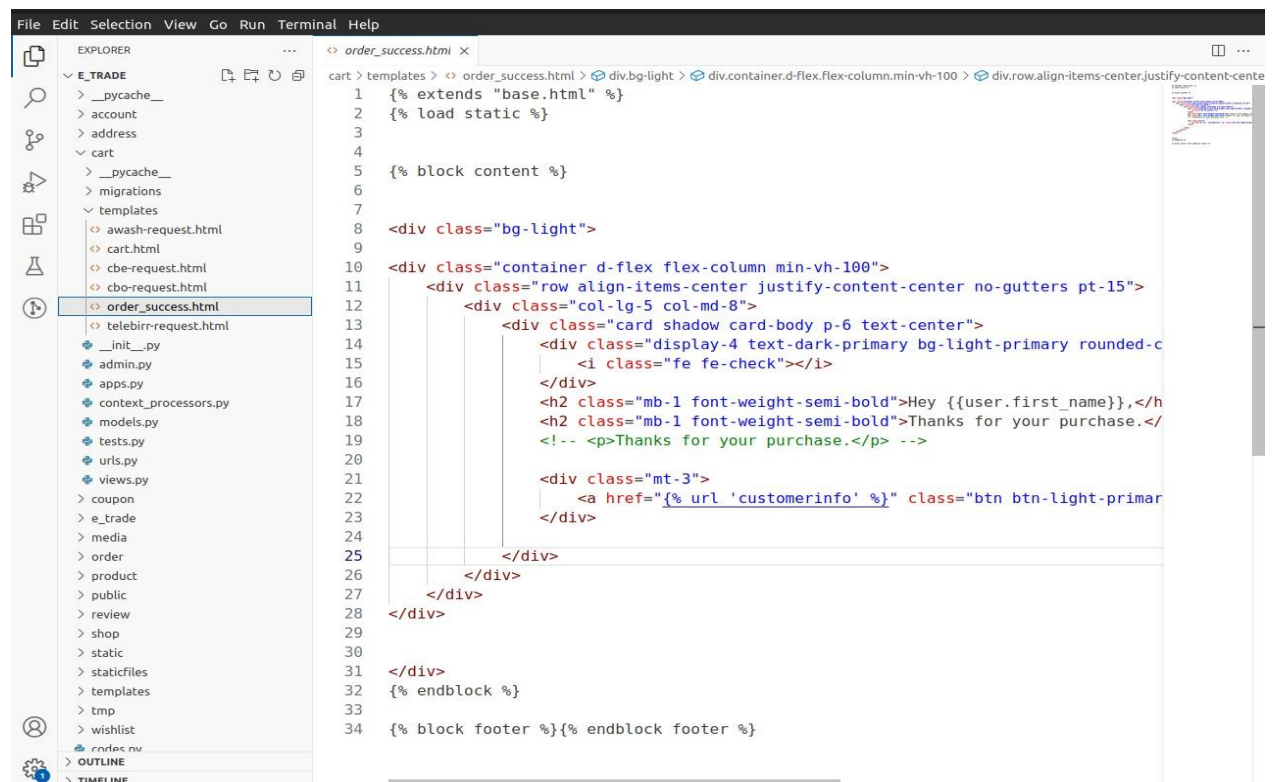 File Edit Selection View Go Run Terminal Help
EXPLORER
E_TRADE
__pycache__
account
address
cart
__pycache__
migrations
templates
awash-request.html
cart.html
cbe-request.html
cbo-request.html
order_success.html
telebirr-request.html
__init__.py
admin.py
apps.py
context_processors.py
models.py
tests.py
urls.py
views.py
coupon
e_trade
media
order
product
public
review
shop
static
staticfiles
templates
tmp
wishlist
codes.py
OUTLINE
TIMELINE
1
order_success.html
cart > templates > order_success.html > div.bg-light > div.container.d-flex.flex-column.min-vh-100 > div.row.align-items-center.justify-content-cente
1 {% extends "base.html" %}
2 {% load static %}
3
4
5 {% block content %}
6
7
8 <div class="bg-light">
9
10 <div class="container d-flex flex-column min-vh-100">
11 <div class="row align-items-center justify-content-center no-gutters pt-15">
12 <div class="col-lg-5 col-md-8">
13 <div class="card shadow card-body p-6 text-center">
14 <div class="display-4 text-dark-primary bg-light-primary rounded-c
15 <i class="fe fe-check"></i>
16 </div>
17 <h2 class="mb-1 font-weight-semi-bold">Hey {{user.first_name}},</h
18 <h2 class="mb-1 font-weight-semi-bold">Thanks for your purchase.</
19 <!-- <p>Thanks for your purchase.</p> -->
20
21 <div class="mt-3">
22 <a href="{% url 'customerinfo' %}" class="btn btn-light-primar
23 </div>
24
25 </div>
26 </div>
27 </div>
28 </div>
29
30
31 </div>
32 {% endblock %}
33
34 {% block footer %}{% endblock footer %}